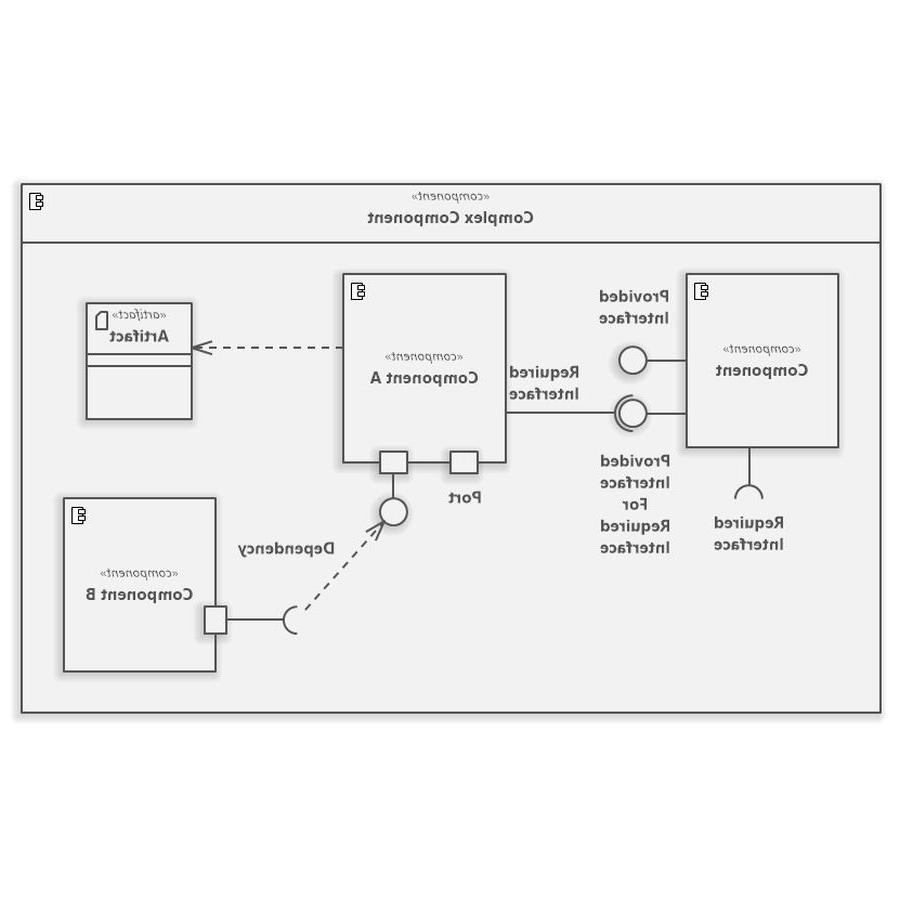 «component»
Complex Component
«artifact»
Artifact
«component»
Component A
Required
Interface
Provided
Interface
«component»
Component
Provided
Interface
For
Required
Interface
Required
Interface
Port
Dependency
«component»
Component B